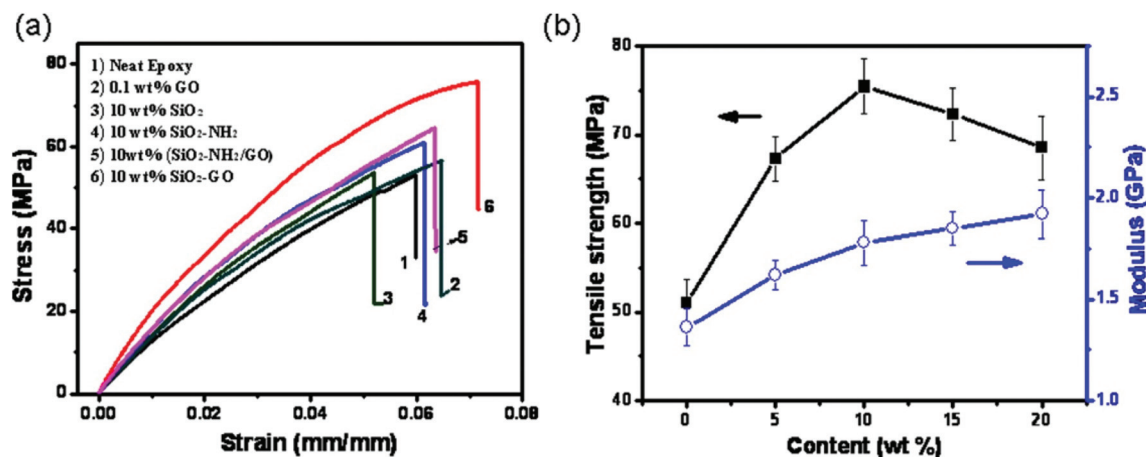 (a)
80
60
40
20
0
Stress (MPa)
1) Neat Epoxy
2) 0.1 wt% GO
3) 10 wt% SiO₂
4) 10 wt% SiO₂-NH₂
5) 10wt% (SiO₂-NH₂/GO)
6) 10 wt% SiO₂-GO
6
5
1
2
3
4
0.00 0.02 0.04 0.06 0.08
Strain (mm/mm)
(b)
80
70
60
50
40
Tensile strength (MPa)
2.5
2.0
1.5
1.0
Modulus (GPa)
0 5 10 15 20
Content (wt %)